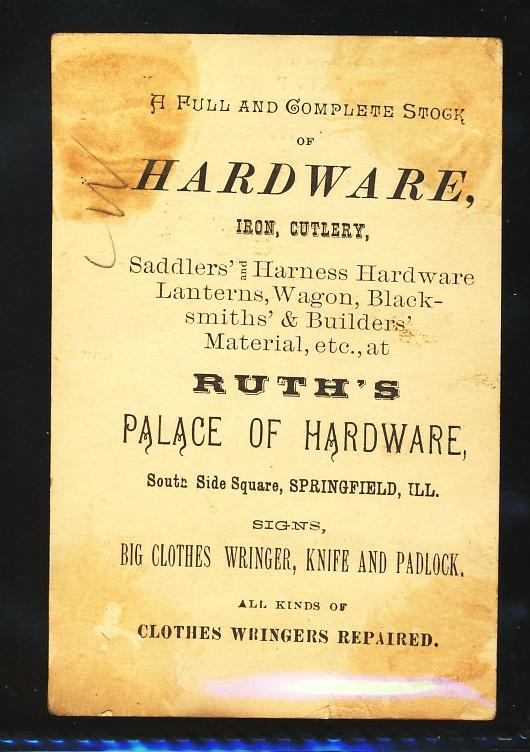 A FULL AND COMPLETE STOCK
OF
HARDWARE,
IRON, CUTLERY,
Saddlers' and Harness Hardware
Lanterns, Wagon, Black-
smiths' & Builders'
Material, etc., at
RUTH'S
PALACE OF HARDWARE,
South Side Square, SPRINGFIELD, ILL.
SIGNS,
BIG CLOTHES WRINGER, KNIFE AND PADLOCK.
ALL KINDS OF
CLOTHES WRINGERS REPAIRED.